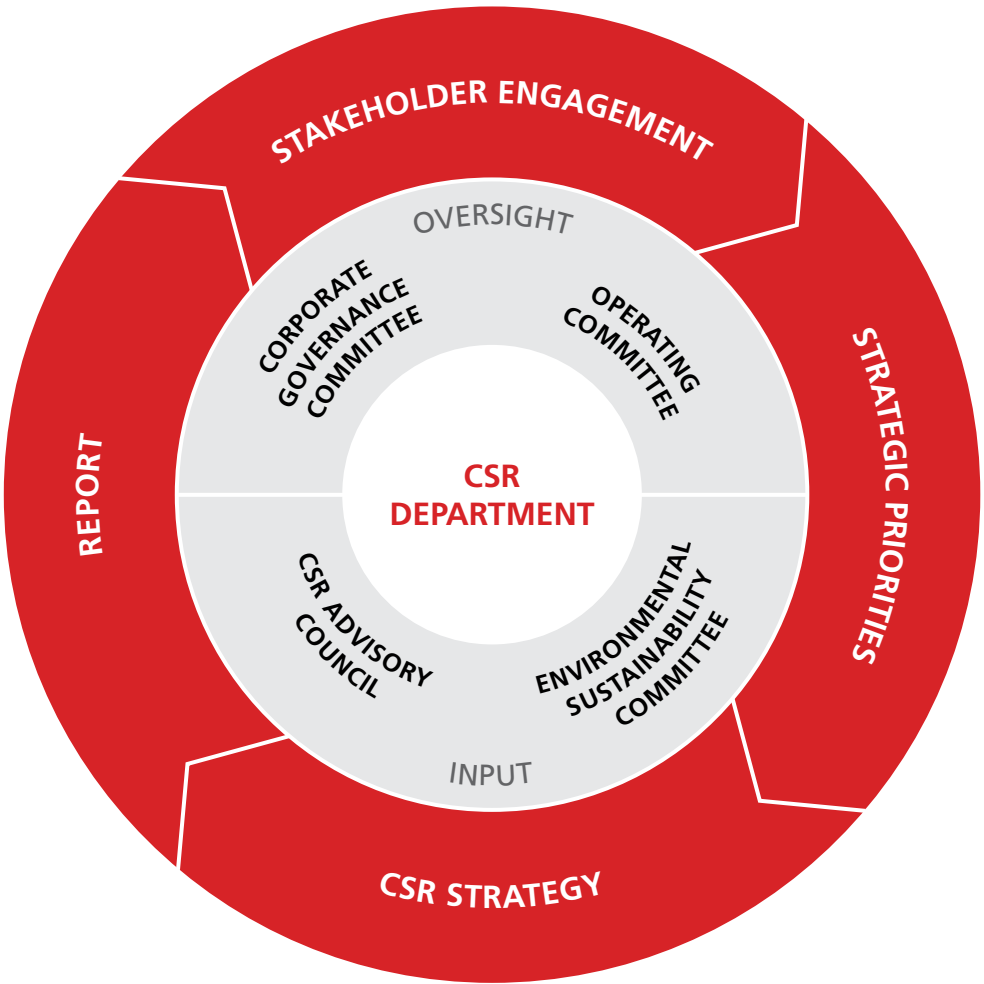 STAKEHOLDER ENGAGEMENT
OVERSIGHT
CORPORATE
GOVERNANCE
COMMITTEE
OPERATING
COMMITTEE
STRATEGIC PRIORITIES
REPORT
CSR
DEPARTMENT
CSR ADVISORY
COUNCIL
ENVIRONMENTAL
SUSTAINABILITY
COMMITTEE
INPUT
CSR STRATEGY